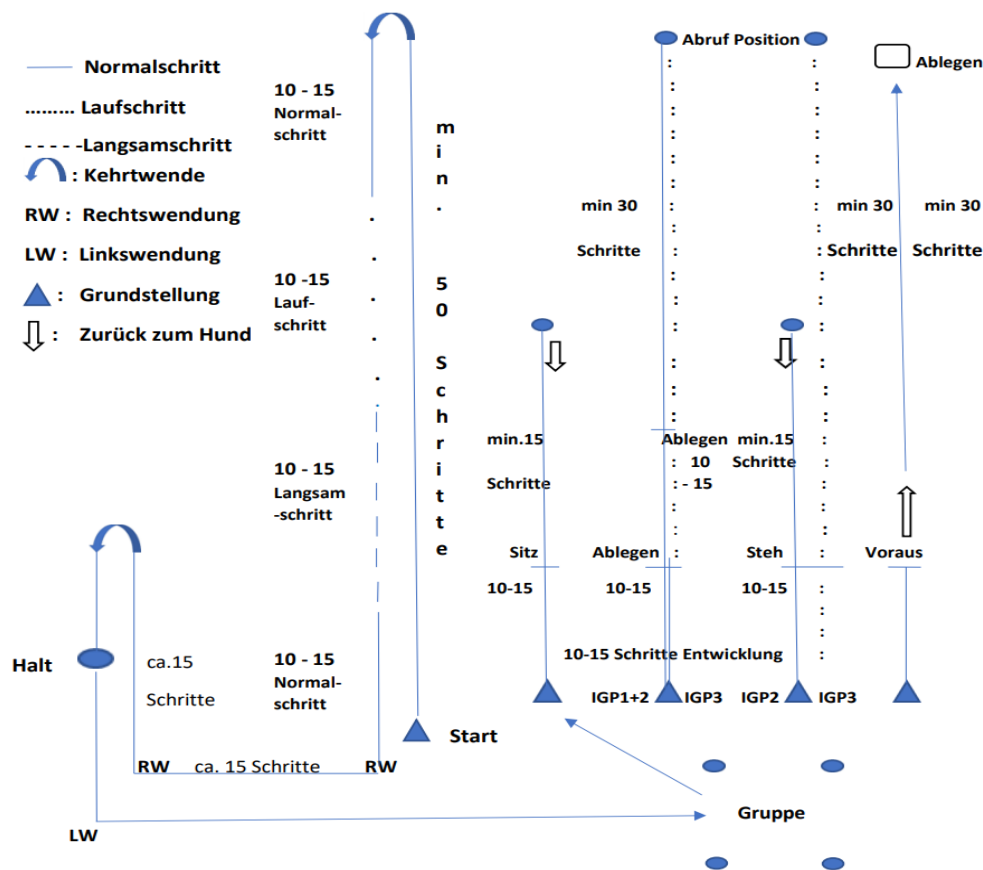 Normalschritt
......... Laufschritt
- - - - -Langsamschritt
: Kehrtwende
RW : Rechtswendung
LW : Linkswendung
: Grundstellung
: Zurück zum Hund
10 - 15
Normal-
schritt
10 -15
Lauf-
schritt
10 - 15
Langsam
-schritt
10 - 15
Normal-
schritt
min. 50 Schritte
Start
Halt
ca.15
Schritte
RW ca. 15 Schritte RW
LW
Abruf Position
Ablegen
min 30
Schritte
min 30
Schritte
min 30
Schritte
min.15
Schritte
Ablegen
10
- 15
min.15
Schritte
Sitz
Ablegen
Steh
Voraus
10-15
10-15
10-15
10-15 Schritte Entwicklung
IGP1+2
IGP3
IGP2
IGP3
Gruppe